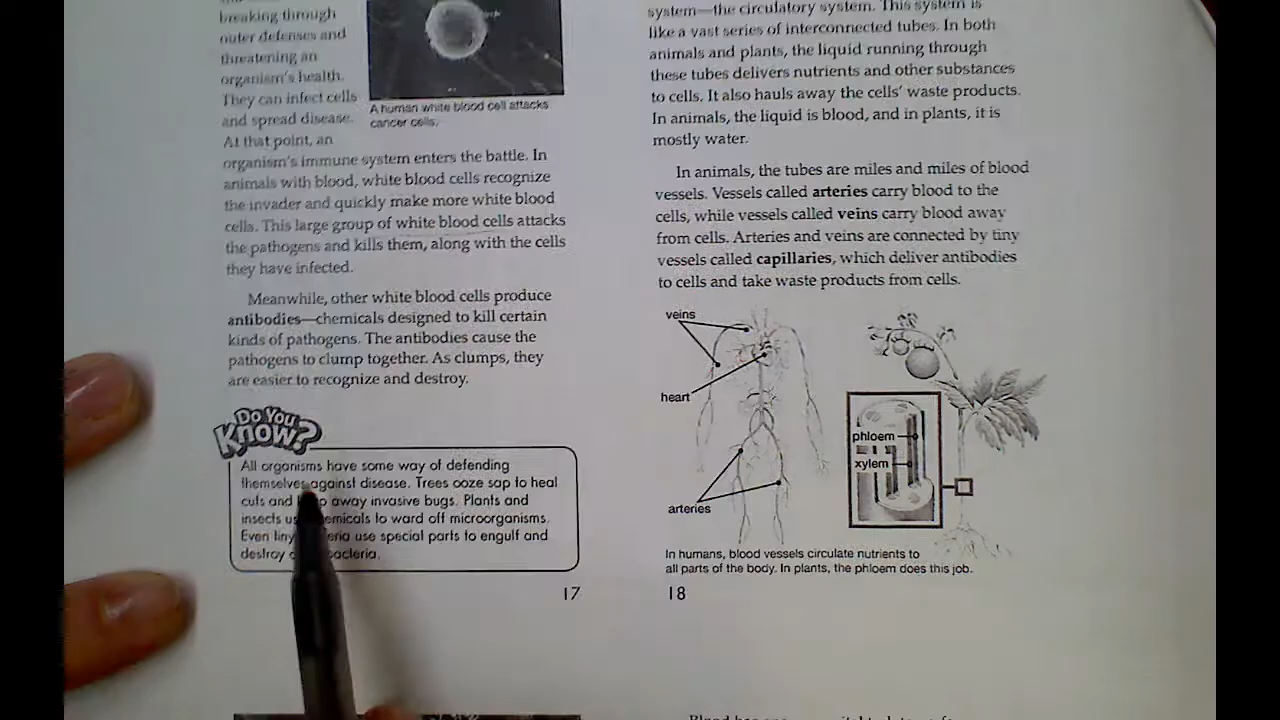 breaking through
outer defenses and
threatening an
organism's health.
They can infect cells
and spread disease.
At that point, an
organism's immune system enters the battle. In
animals with blood, white blood cells recognize
the invader and quickly make more white blood
cells. This large group of white blood cells attacks
the pathogens and kills them, along with the cells
they have infected.
A human white blood cell attacks
cancer cells.
Meanwhile, other white blood cells produce
antibodies—chemicals designed to kill certain
kinds of pathogens. The antibodies cause the
pathogens to clump together. As clumps, they
are easier to recognize and destroy.
Do You
Know?
All organisms have some way of defending
themselves against disease. Trees ooze sap to heal
cuts and away invasive bugs. Plants and
insects to ward off microorganisms.
Even tiny use special parts to engulf and
destroy bacteria.
17
system—the circulatory system. This system is
like a vast series of interconnected tubes. In both
animals and plants, the liquid running through
these tubes delivers nutrients and other substances
to cells. It also hauls away the cells' waste products.
In animals, the liquid is blood, and in plants, it is
mostly water.
In animals, the tubes are miles and miles of blood
vessels. Vessels called arteries carry blood to the
cells, while vessels called veins carry blood away
from cells. Arteries and veins are connected by tiny
vessels called capillaries, which deliver antibodies
to cells and take waste products from cells.
veins
heart
arteries
phloem
xylem
In humans, blood vessels circulate nutrients to
all parts of the body. In plants, the phloem does this job.
18